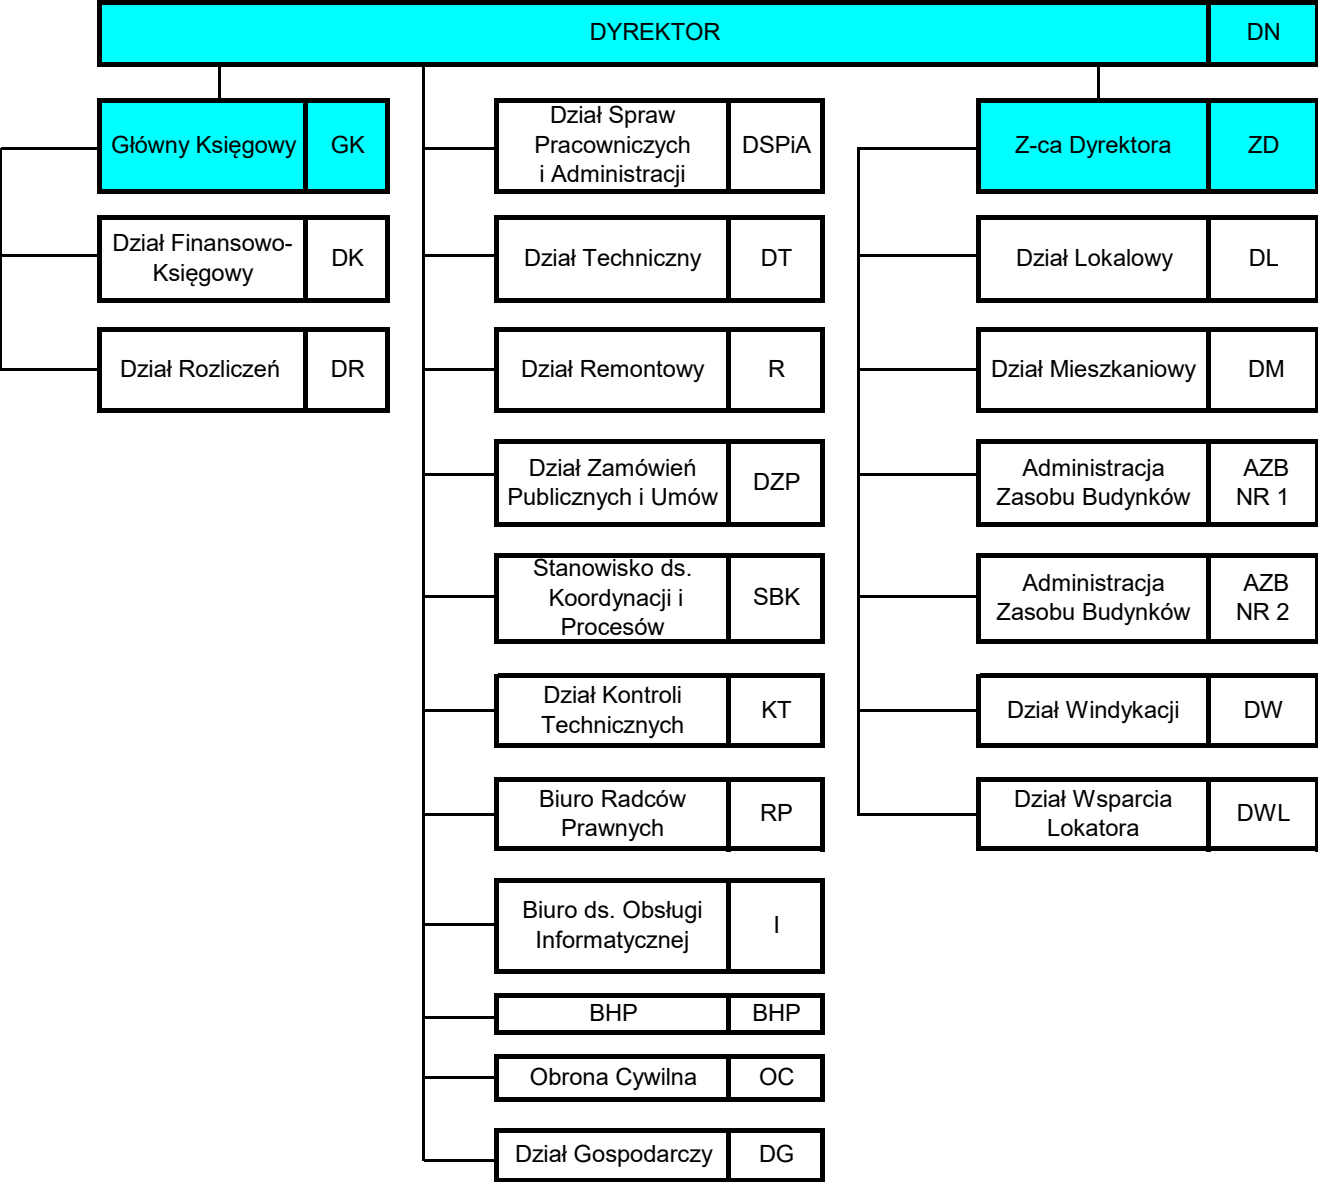 DYREKTOR
DN
Główny Księgowy
GK
Dział Finansowo-
Księgowy
DK
Dział Rozliczeń
DR
Dział Spraw
Pracowniczych
i Administracji
DSPiA
Dział Techniczny
DT
Dział Remontowy
R
Dział Zamówień
Publicznych i Umów
DZP
Stanowisko ds.
Koordynacji i
Procesów
SBK
Dział Kontroli
Technicznych
KT
Biuro Radców
Prawnych
RP
Biuro ds. Obsługi
Informatycznej
I
BHP
BHP
Obrona Cywilna
OC
Dział Gospodarczy
DG
Z-ca Dyrektora
ZD
Dział Lokalowy
DL
Dział Mieszkaniowy
DM
Administracja
Zasobu Budynków
AZB
NR 1
Administracja
Zasobu Budynków
AZB
NR 2
Dział Windykacji
DW
Dział Wsparcia
Lokatora
DWL